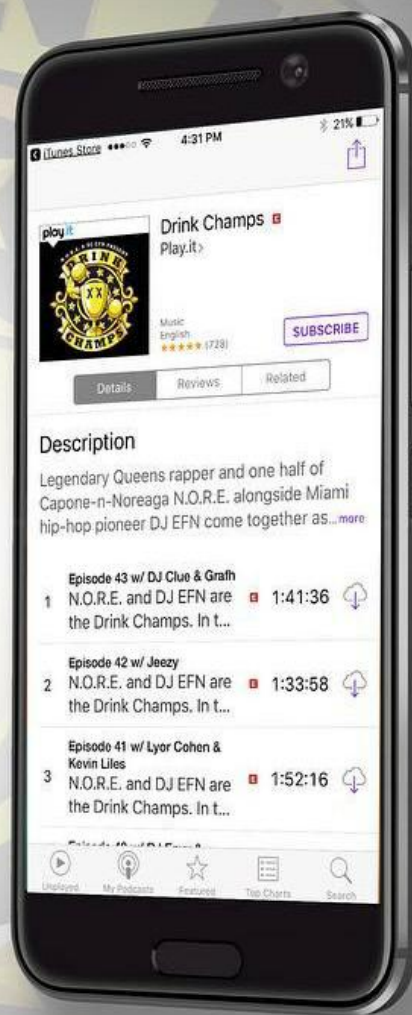 iTunes Store
4:31 PM
21%
play.it
N.O.R.E. & DJ EFN PRESENT
DRINK
CHAMPS
Drink Champs E
Play.it>
Music
English
★★★★★ (728)
SUBSCRIBE
Details
Reviews
Related
Description
Legendary Queens rapper and one half of
Capone-n-Noreaga N.O.R.E. alongside Miami
hip-hop pioneer DJ EFN come together as...more
Episode 43 w/ DJ Clue & Grafh
1 N.O.R.E. and DJ EFN are E 1:41:36
the Drink Champs. In t...
Episode 42 w/ Jeezy
2 N.O.R.E. and DJ EFN are E 1:33:58
the Drink Champs. In t...
Episode 41 w/ Lyor Cohen &
Kevin Liles
3 N.O.R.E. and DJ EFN are E 1:52:16
the Drink Champs. In t...
Unplayed
My Podcasts
Featured
Top Charts
Search